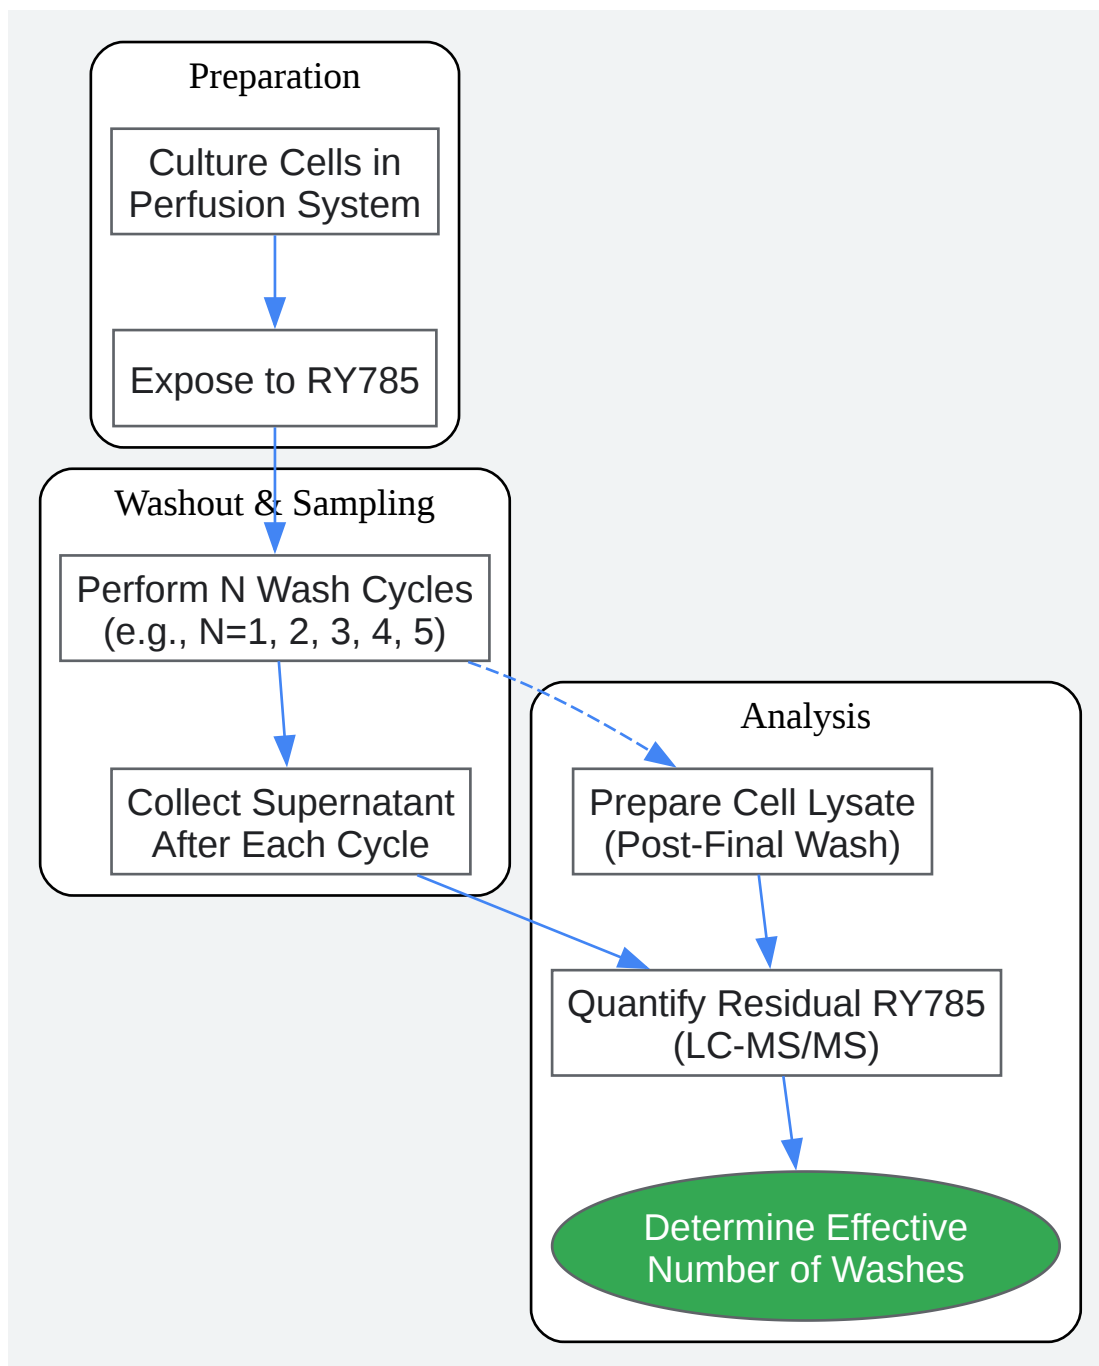 Preparation
Culture Cells in
Perfusion System
Expose to RY785
Washout & Sampling
Perform N Wash Cycles
(e.g., N=1, 2, 3, 4, 5)
Collect Supernatant
After Each Cycle
Analysis
Prepare Cell Lysate
(Post-Final Wash)
Quantify Residual RY785
(LC-MS/MS)
Determine Effective
Number of Washes